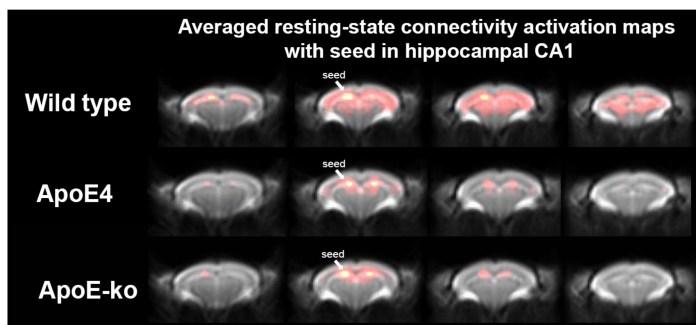 Averaged resting-state connectivity activation maps
with seed in hippocampal CA1
seed
Wild type
seed
ApoE4
seed
ApoE-ko